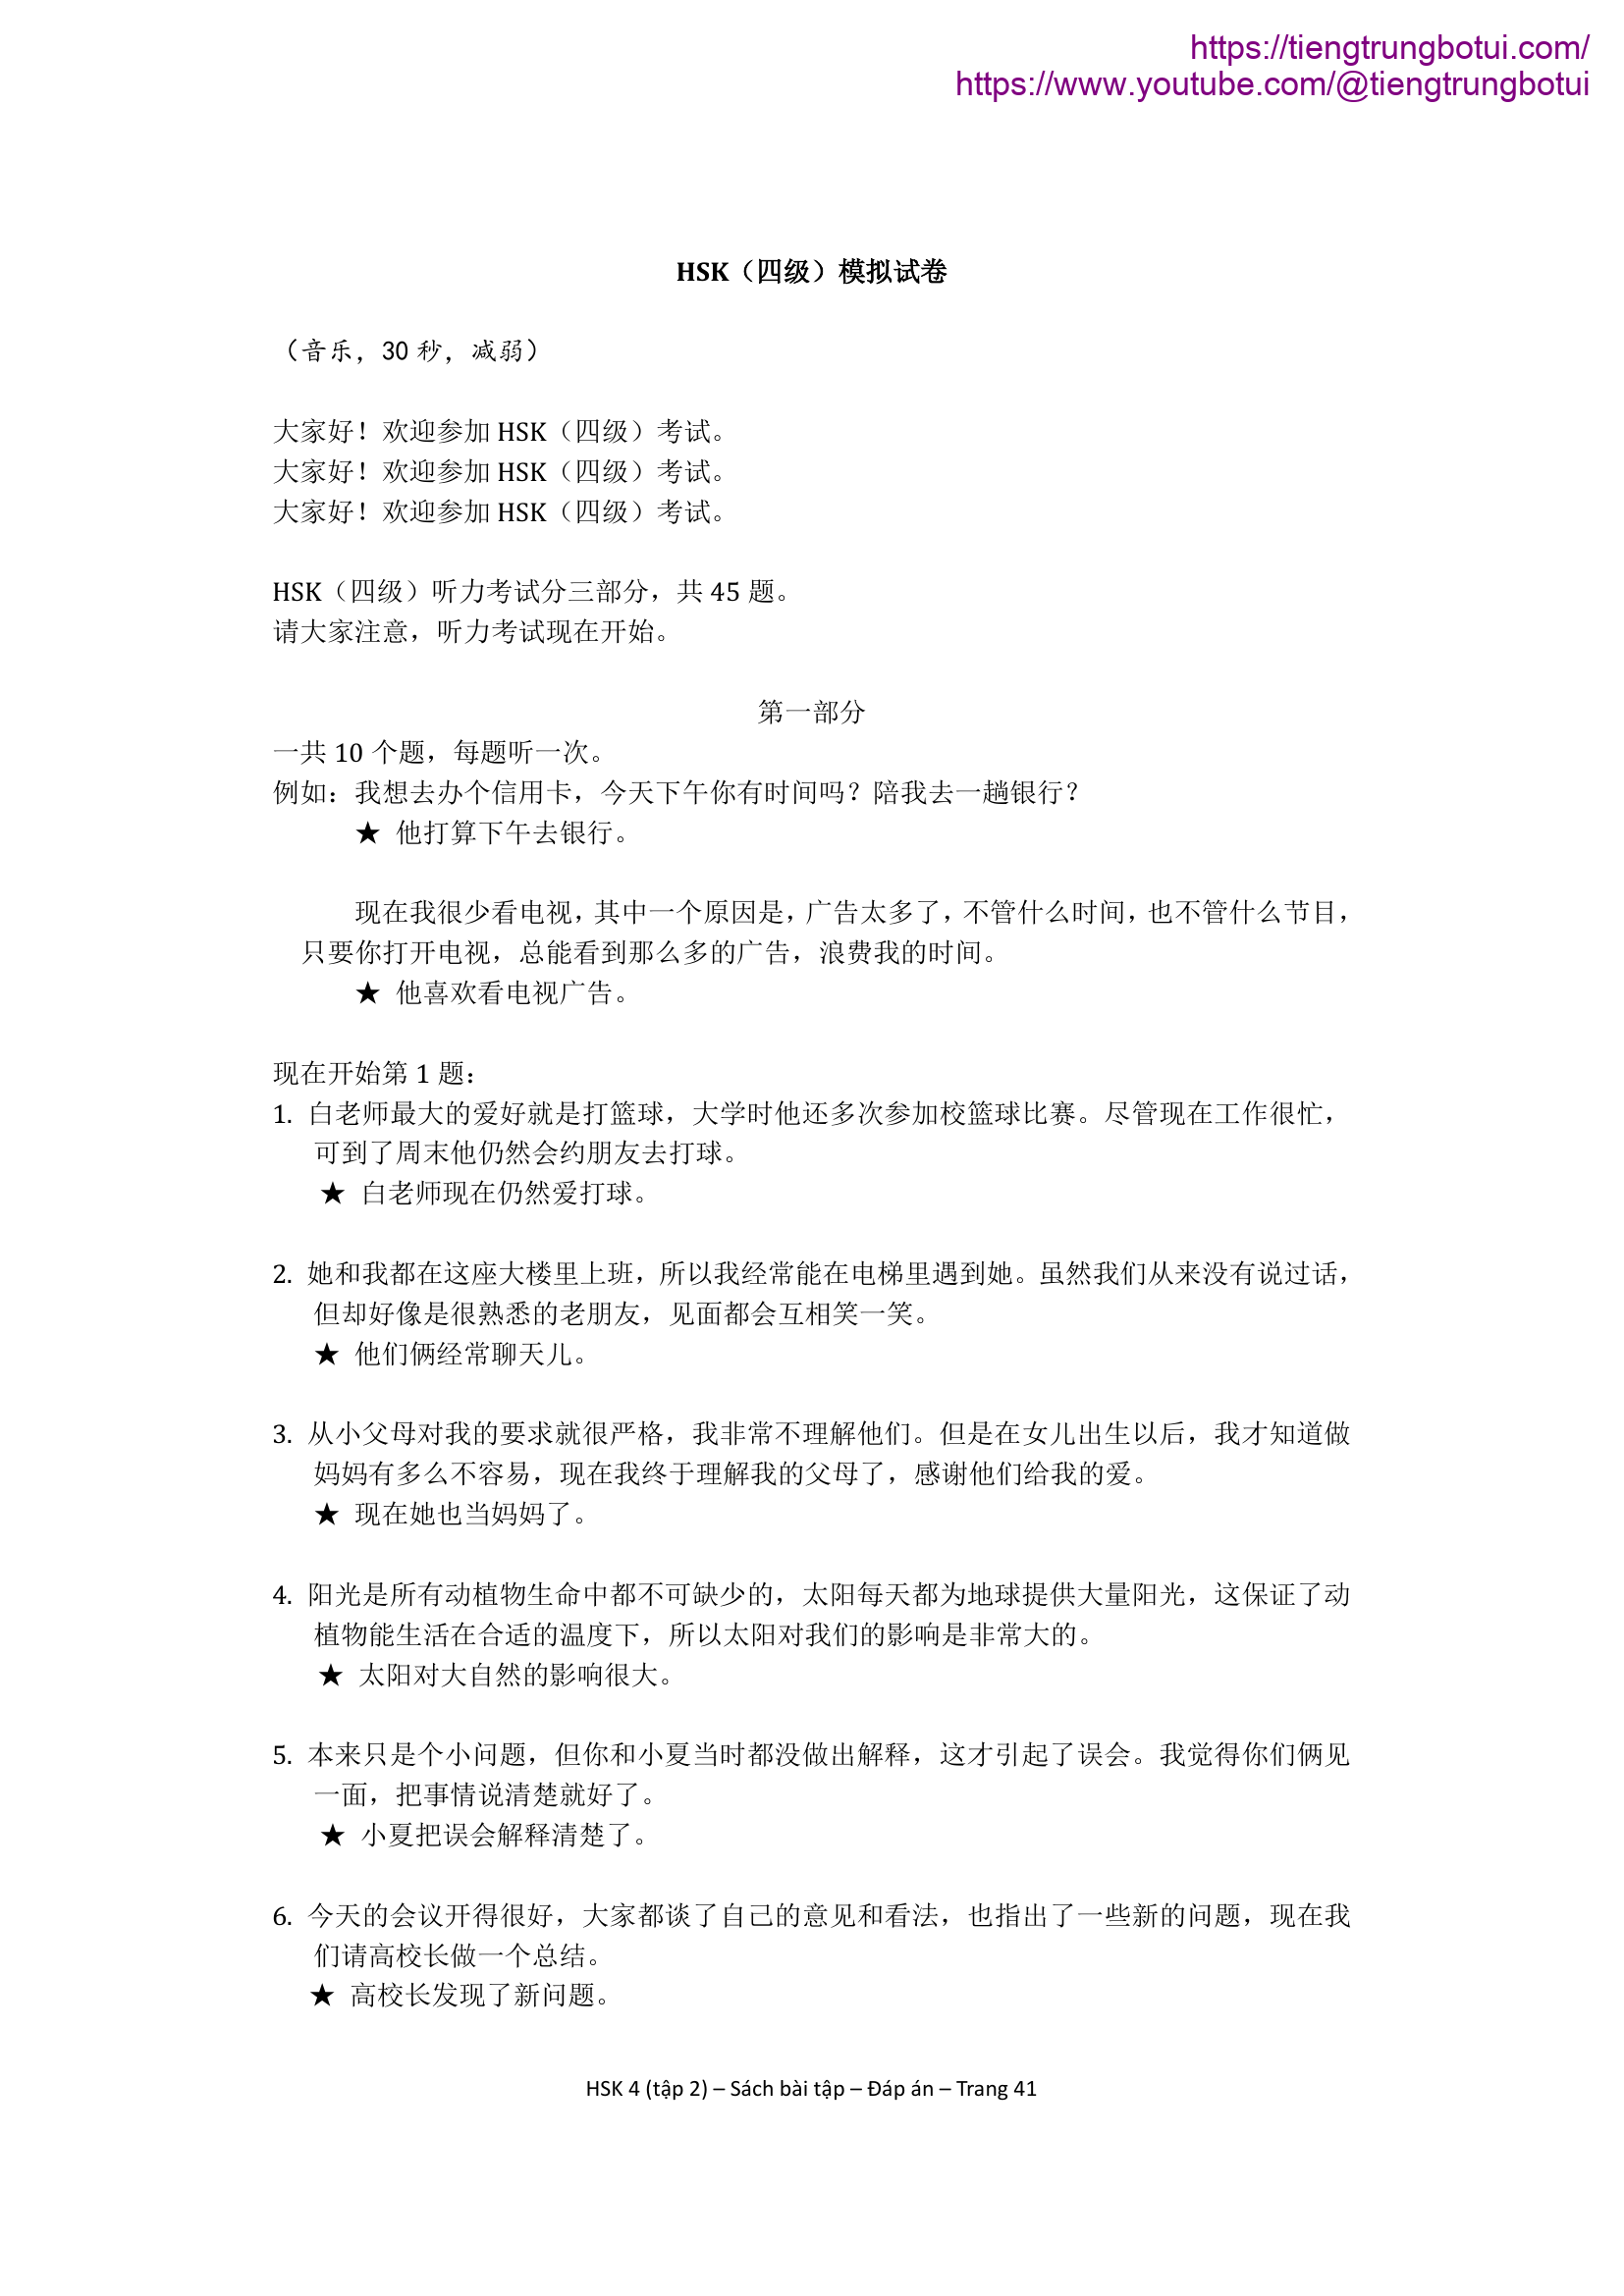 https://tiengtrungbotui.com/
https://www.youtube.com/@tiengtrungbotui
HSK（四级）模拟试卷
（音乐，30 秒，减弱）
大家好！欢迎参加 HSK（四级）考试。
大家好！欢迎参加 HSK（四级）考试。
大家好！欢迎参加 HSK（四级）考试。
HSK（四级）听力考试分三部分，共 45 题。
请大家注意，听力考试现在开始。
第一部分
一共 10 个题，每题听一次。
例如：我想去办个信用卡，今天下午你有时间吗？陪我去一趟银行？
★ 他打算下午去银行。
现在我很少看电视，其中一个原因是，广告太多了，不管什么时间，也不管什么节目，
只要你打开电视，总能看到那么多的广告，浪费我的时间。
★ 他喜欢看电视广告。
现在开始第 1 题：
1. 白老师最大的爱好就是打篮球，大学时他还多次参加校篮球比赛。尽管现在工作很忙，
可到了周末他仍然会约朋友去打球。
★ 白老师现在仍然爱打球。
2. 她和我都在这座大楼里上班，所以我经常能在电梯里遇到她。虽然我们从来没有说过话，
但却好像是很熟悉的老朋友，见面都会互相笑一笑。
★ 他们俩经常聊天儿。
3. 从小父母对我的要求就很严格，我非常不理解他们。但是在女儿出生以后，我才知道做
妈妈有多么不容易，现在我终于理解我的父母了，感谢他们给我的爱。
★ 现在她也当妈妈了。
4. 阳光是所有动植物生命中都不可缺少的，太阳每天都为地球提供大量阳光，这保证了动
植物能生活在合适的温度下，所以太阳对我们的影响是非常大的。
★ 太阳对大自然的影响很大。
5. 本来只是个小问题，但你和小夏当时都没做出解释，这才引起了误会。我觉得你们俩见
一面，把事情说清楚就好了。
★ 小夏把误会解释清楚了。
6. 今天的会议开得很好，大家都谈了自己的意见和看法，也指出了一些新的问题，现在我
们请高校长做一个总结。
★ 高校长发现了新问题。
HSK 4 (tập 2) – Sách bài tập – Đáp án – Trang 41